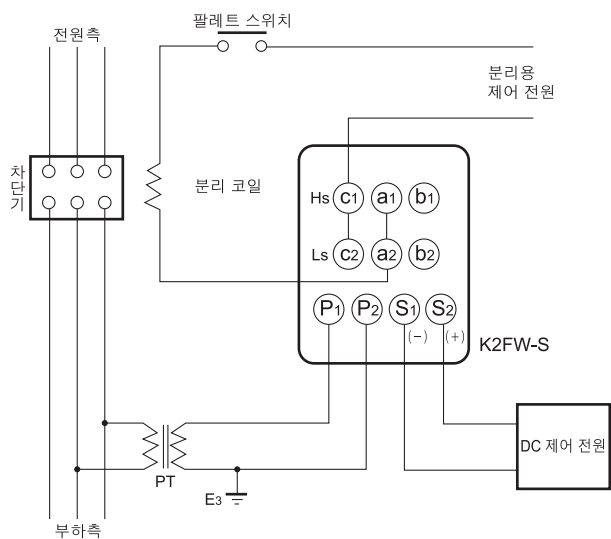 팔레트 스위치
전원측
분리용
제어 전원
차
단
기
분리 코일
Hs C1 a1 b1
Ls C2 a2 b2
P1 P2 S1 S2
(−) (+)
K2FW-S
DC 제어 전원
PT
E3
부하측